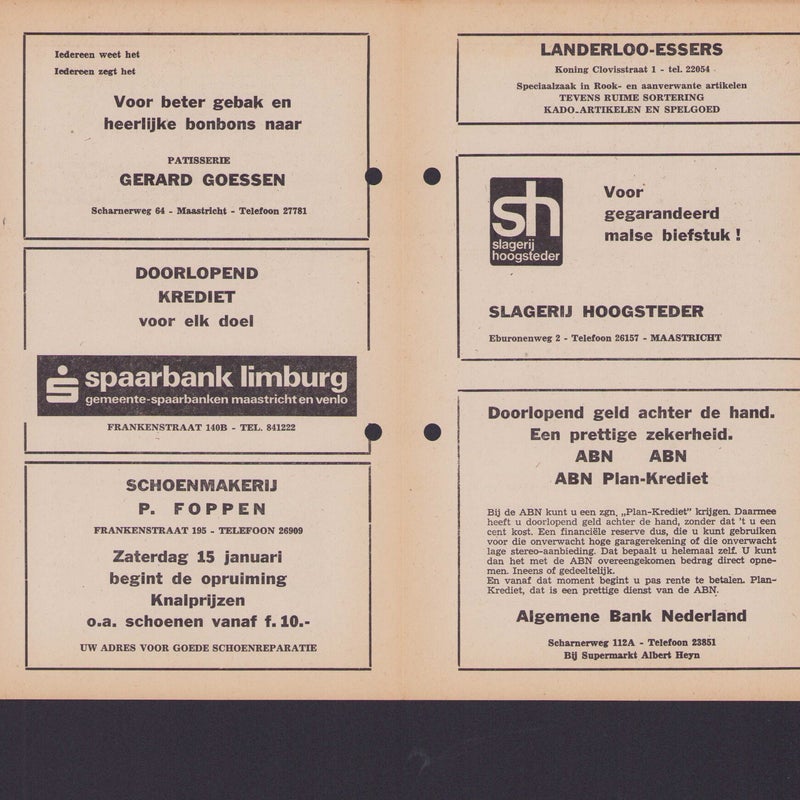 Iedereen weet het
Iedereen zegt het
Voor beter gebak en
heerlijke bonbons naar
PATISSERIE
GERARD GOESSEN
Scharnerweg 64 - Maastricht - Telefoon 27781
DOORLOPEND
KREDIET
voor elk doel
spaarbank limburg
gemeente-spaarbanken maastricht en venlo
FRANKENSTRAAT 140B - TEL. 841222
SCHOENMAKERIJ
P. FOPPEN
FRANKENSTRAAT 195 - TELEFOON 26909
Zaterdag 15 januari
begint de opruiming
Knalprijzen
o.a. schoenen vanaf f. 10.-
UW ADRES VOOR GOEDE SCHOENREPARATIE
LANDERLOO-ESSERS
Koning Clovisstraat 1 - tel. 22054
Speciaalzaak in Rook- en aanverwante artikelen
TEVENS RUIME SORTERING
KADO-ARTIKELEN EN SPELGOED
sh
slagerij
hoogsteder
Voor
gegarandeerd
malse biefstuk !
SLAGERIJ HOOGSTEDER
Eburonenweg 2 - Telefoon 26157 - MAASTRICHT
Doorlopend geld achter de hand.
Een prettige zekerheid.
ABN ABN
ABN Plan-Krediet
Bij de ABN kunt u een zgn. „Plan-Krediet" krijgen. Daarmee
heeft u doorlopend geld achter de hand, zonder dat 't u een
cent kost. Een financiële reserve dus, die u kunt gebruiken
voor die onverwacht hoge garagerekening of die onverwacht
lage stereo-aanbieding. Dat bepaalt u helemaal zelf. U kunt
dan het met de ABN overeengekomen bedrag direct opne-
men. Ineens of gedeeltelijk.
En vanaf dat moment begint u pas rente te betalen. Plan-
Krediet, dat is een prettige dienst van de ABN.
Algemene Bank Nederland
Scharnerweg 112A - Telefoon 23851
Bij Supermarkt Albert Heyn